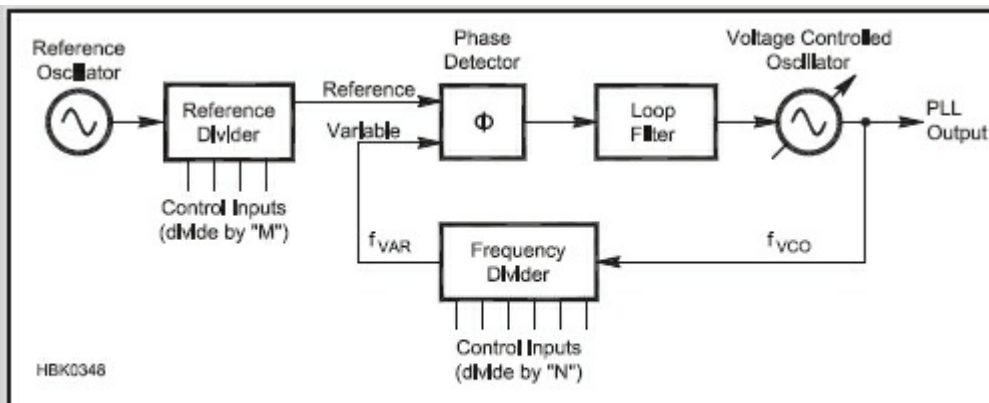 Reference
Oscillator
Reference
Divider
Control Inputs
(divide by "M")
Reference
Variable
Phase
Detector
Φ
Loop
Filter
Voltage Controlled
Oscillator
PLL
Output
fVAR
Frequency
Divider
fVCO
Control Inputs
(divide by "N")
HBK0348